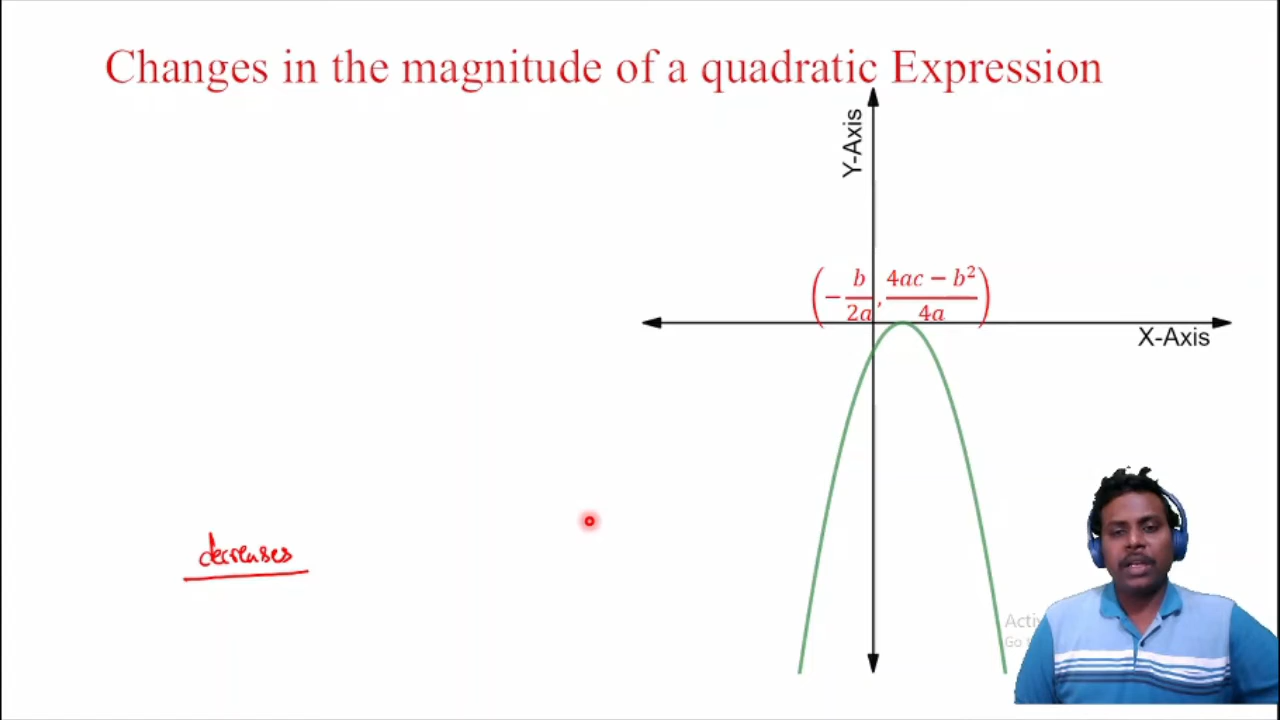 Changes in the magnitude of a quadratic Expression
Y-Axis
(-b/2a, 4ac − b²/4a)
X-Axis
decreases